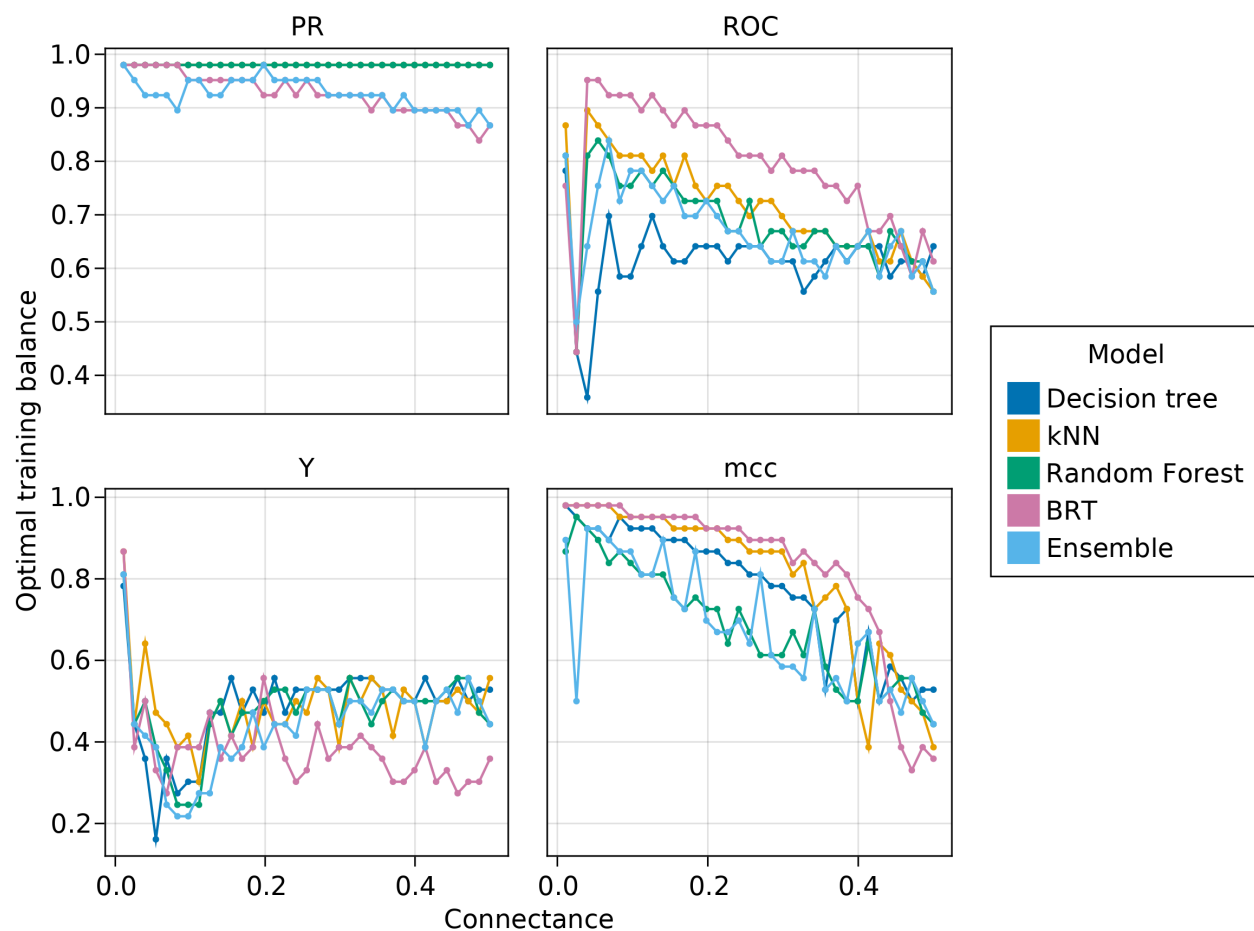 PR
ROC
1.0
0.9
0.8
0.7
0.6
0.5
0.4
Optimal training balance
Y
mcc
1.0
0.8
0.6
0.4
0.2
0.0
0.2
0.4
0.0
0.2
0.4
Connectance
Model
Decision tree
kNN
Random Forest
BRT
Ensemble